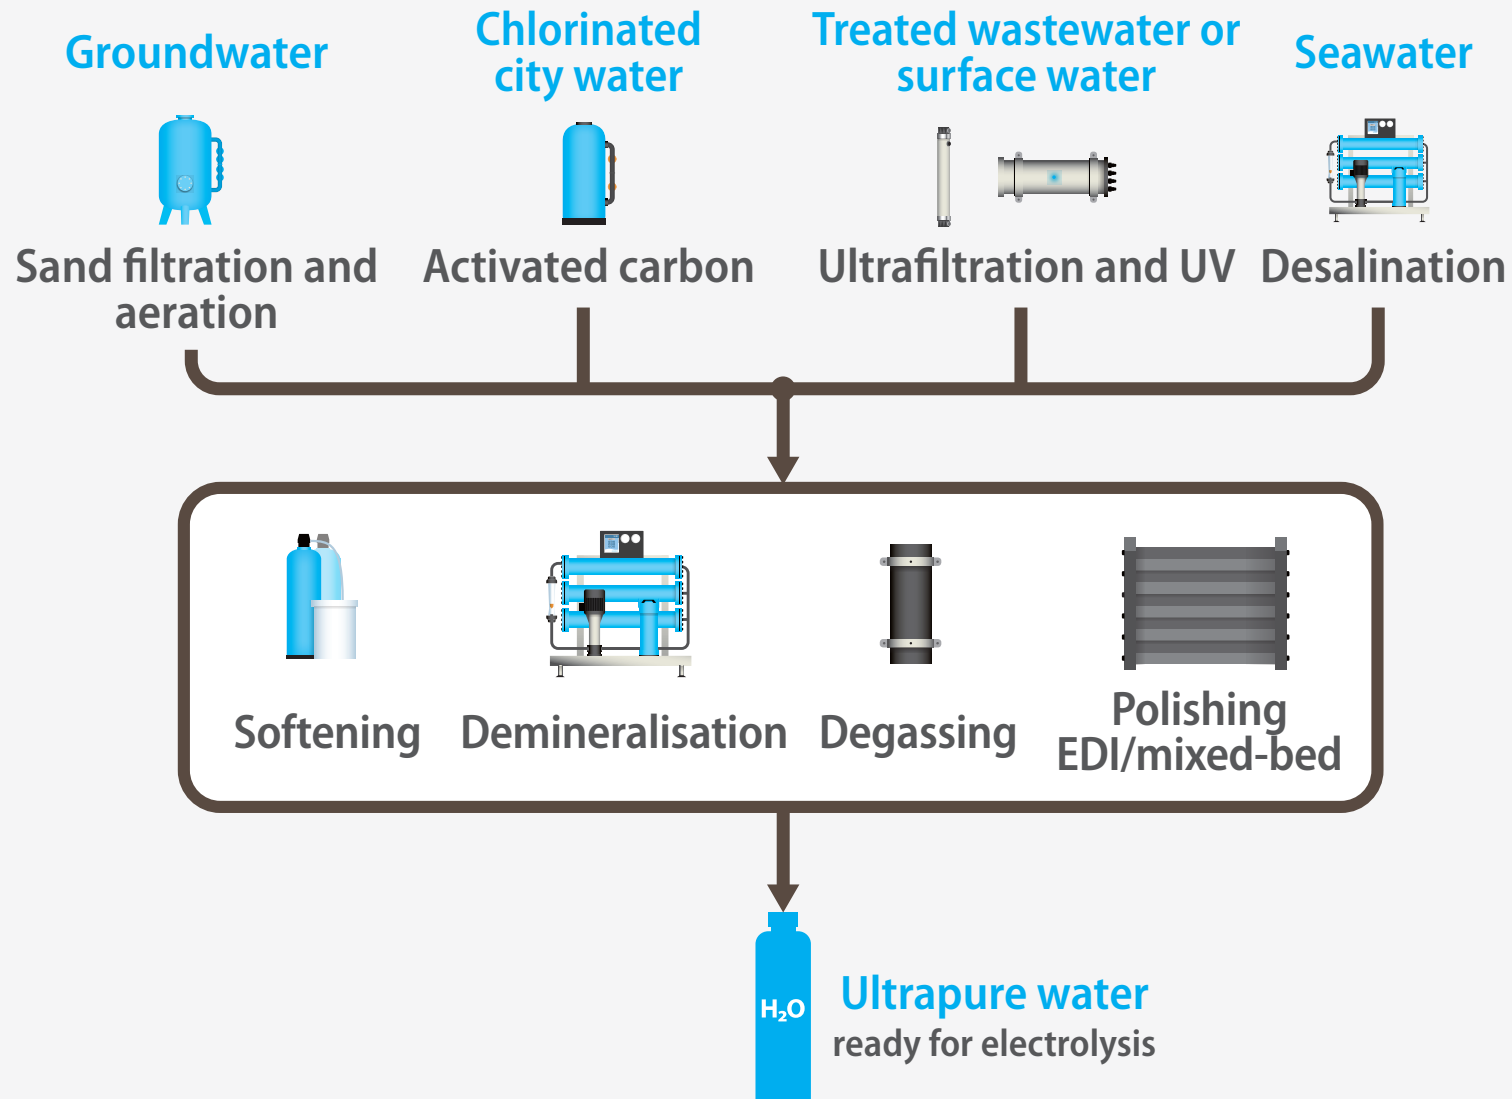 Groundwater
Chlorinated
city water
Treated wastewater or
surface water
Seawater
Sand filtration and
aeration
Activated carbon
Ultrafiltration and UV
Desalination
Softening
Demineralisation
Degassing
Polishing
EDI/mixed-bed
H₂O
Ultrapure water
ready for electrolysis